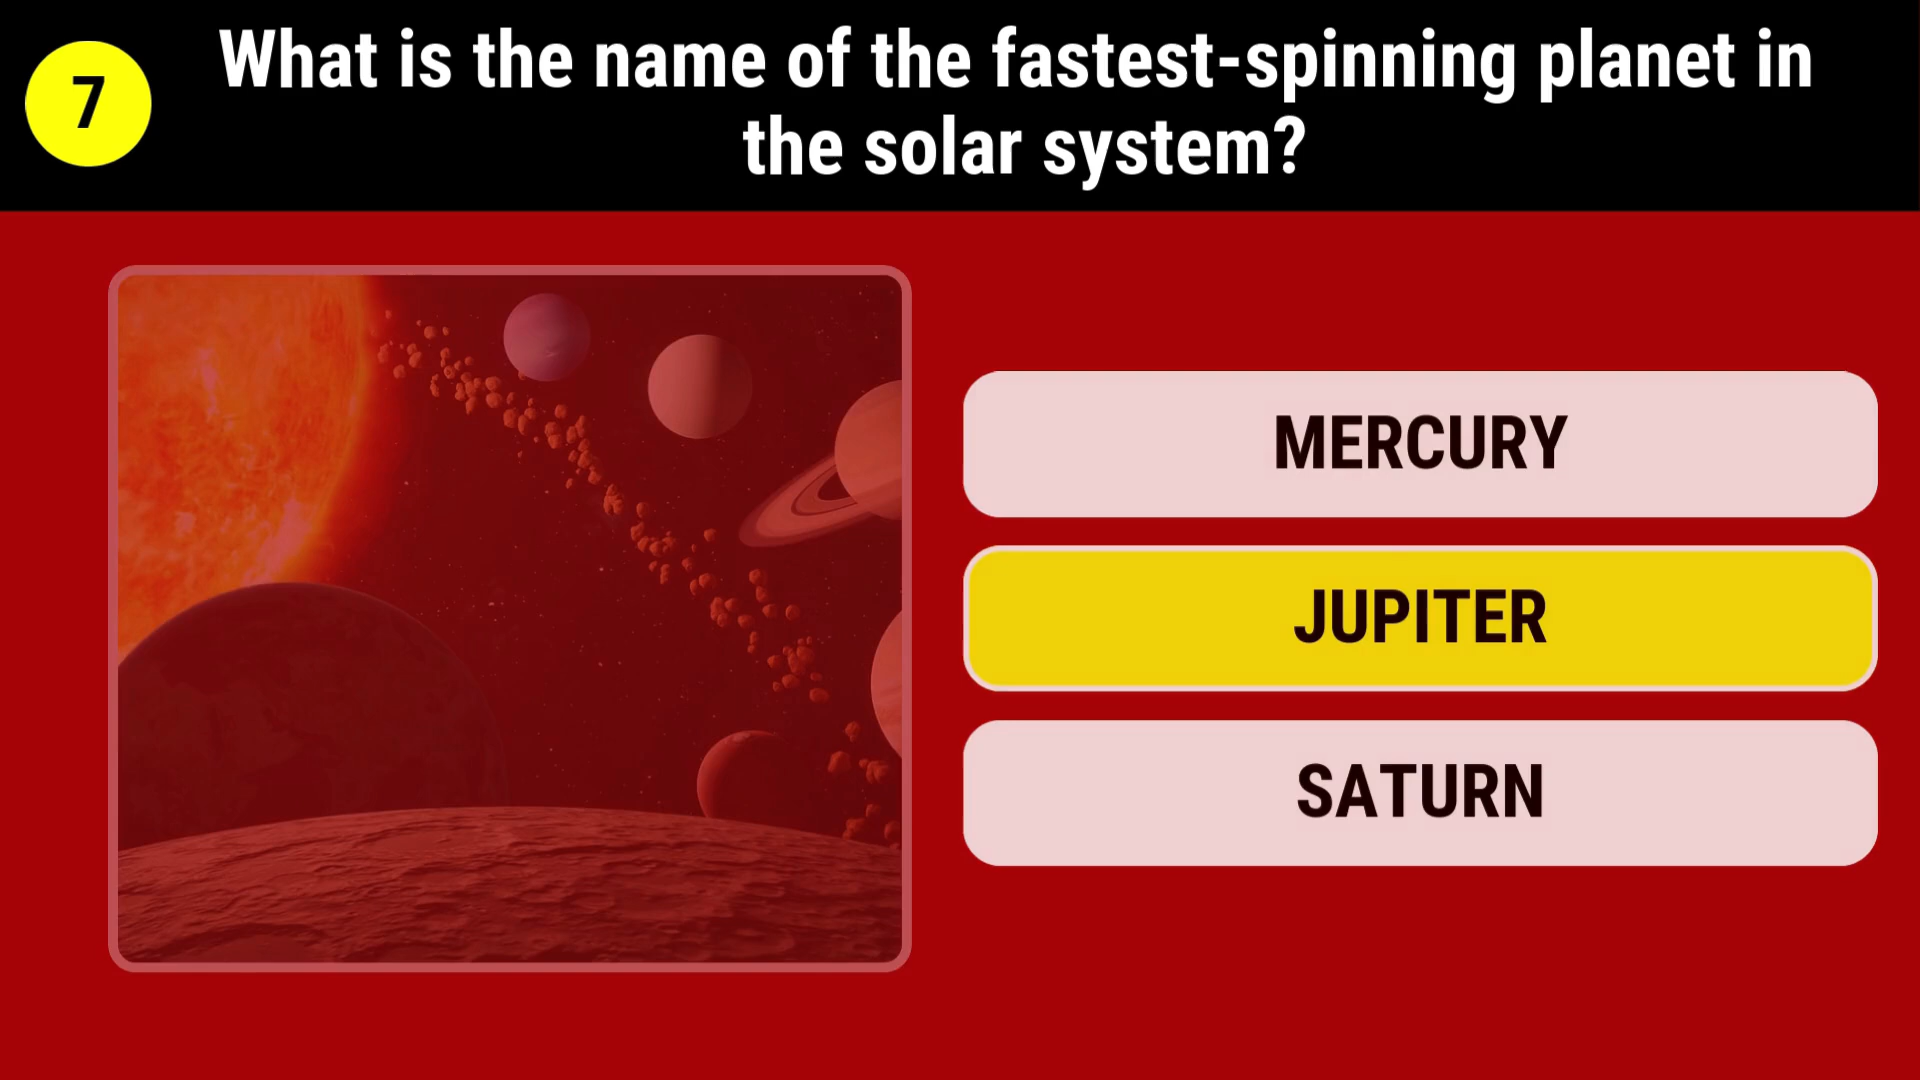 7
What is the name of the fastest-spinning planet in
the solar system?
MERCURY
JUPITER
SATURN